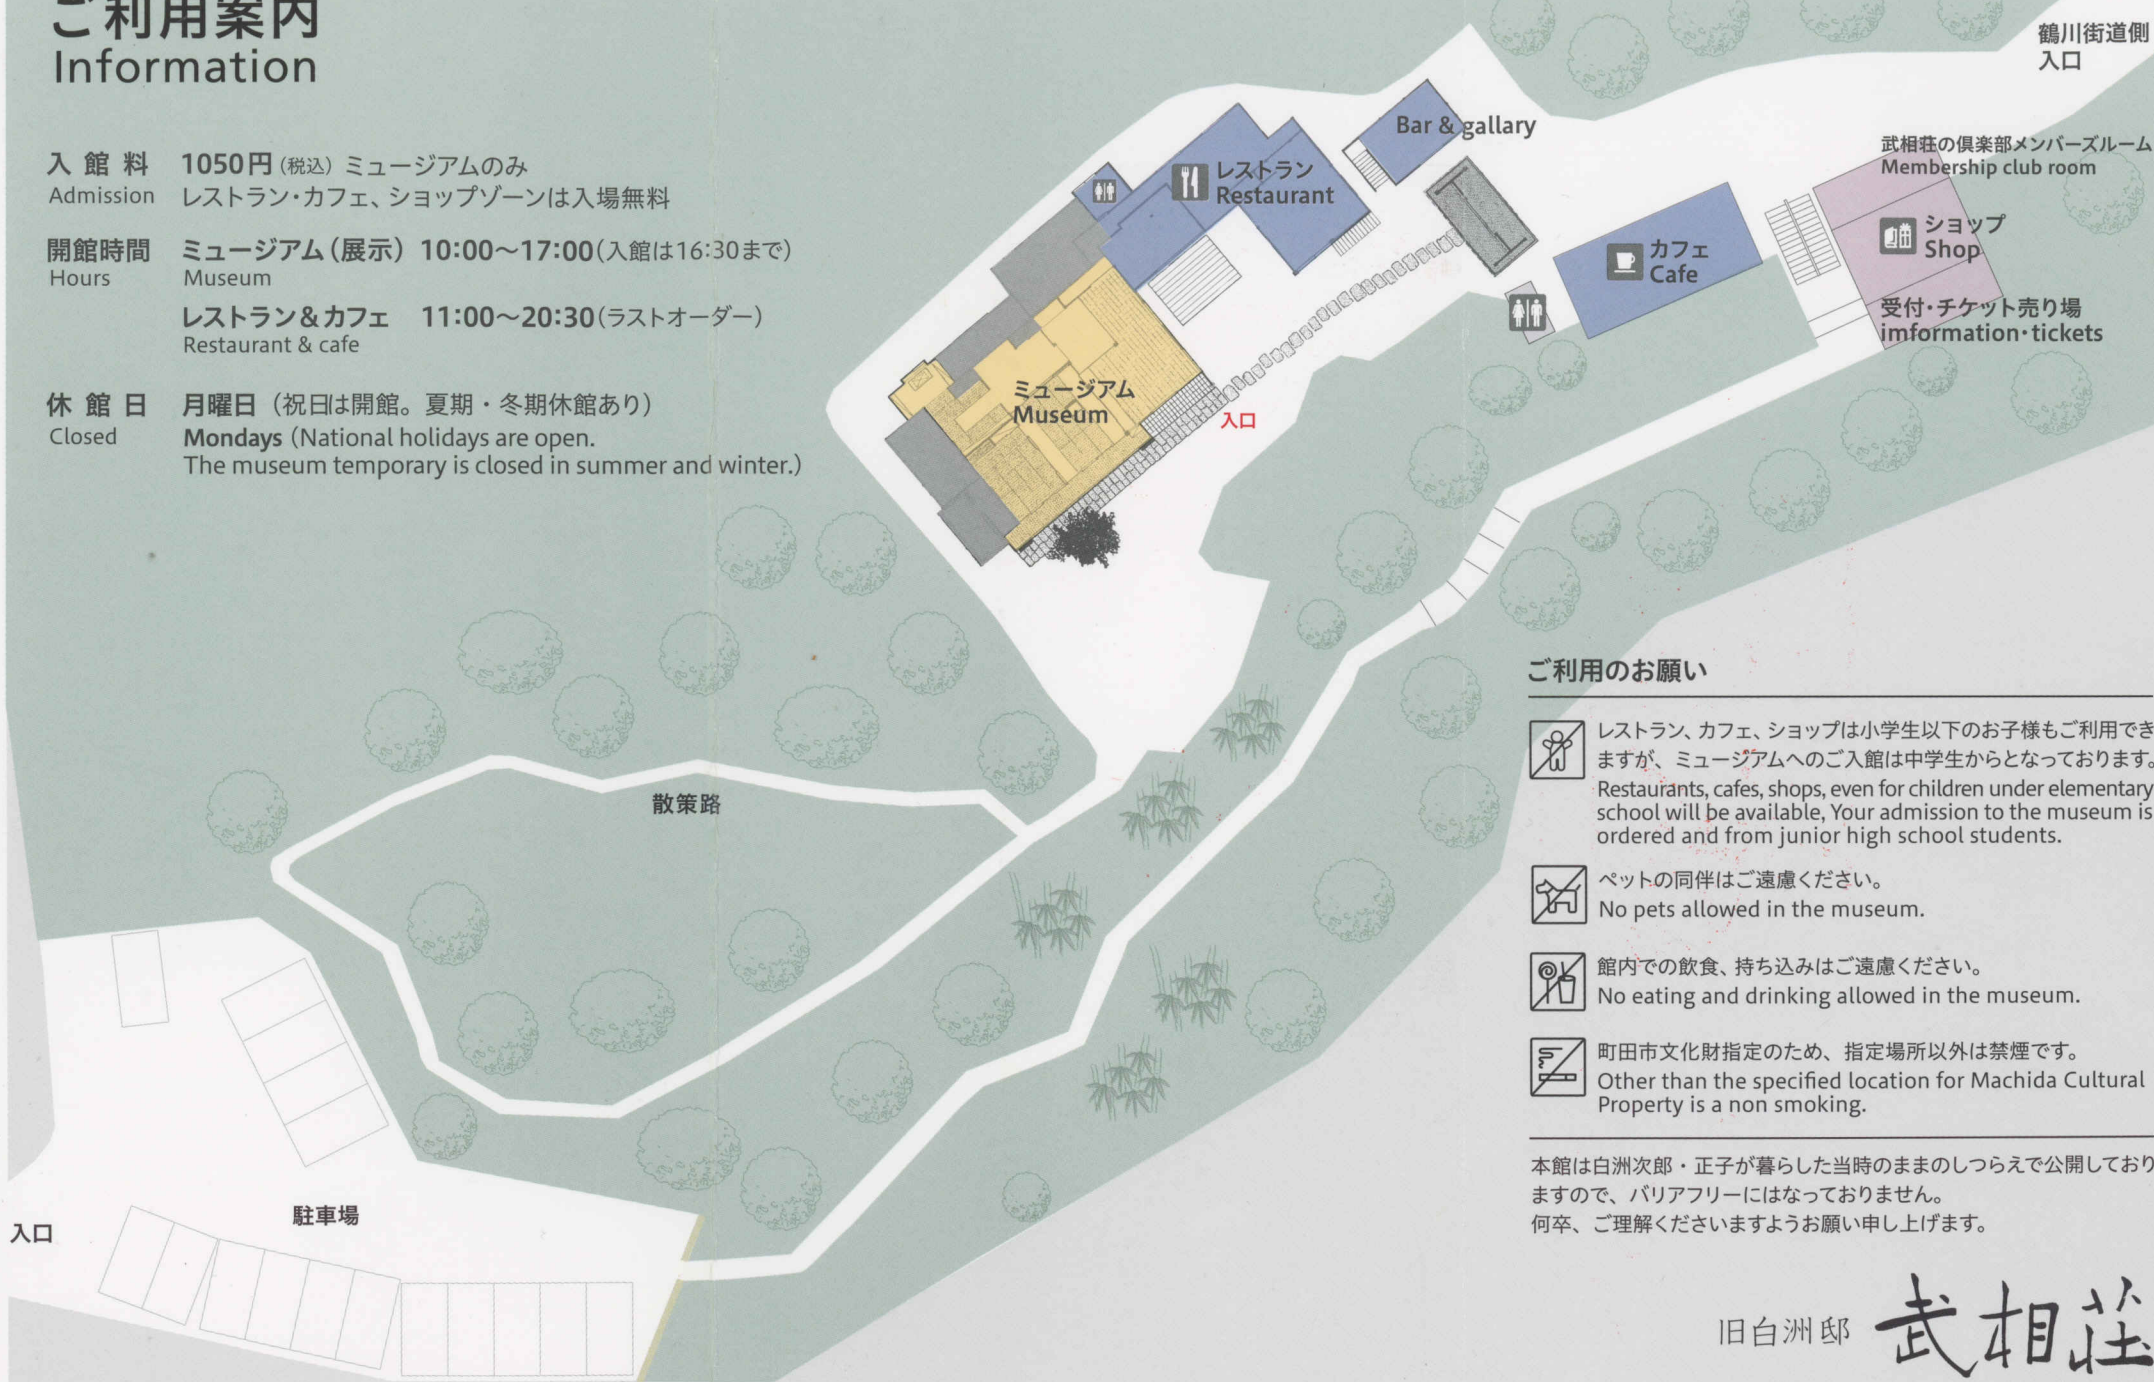 ご利用案内
Information
入館料 1050円(税込) ミュージアムのみ
Admission レストラン・カフェ、ショップゾーンは入場無料
開館時間 ミュージアム(展示) 10:00〜17:00(入館は16:30まで)
Hours Museum
レストラン&カフェ 11:00〜20:30(ラストオーダー)
Restaurant & cafe
休館日 月曜日(祝日は開館。夏期・冬期休館あり)
Closed Mondays (National holidays are open.
The museum temporary is closed in summer and winter.)
鶴川街道側
入口
Bar & gallary
レストラン
Restaurant
武相荘の倶楽部メンバーズルーム
Membership club room
ショップ
Shop
カフェ
Cafe
受付・チケット売り場
imformation・tickets
ミュージアム
Museum
入口
散策路
駐車場
入口
ご利用のお願い
レストラン、カフェ、ショップは小学生以下のお子様もご利用でき
ますが、ミュージアムへのご入館は中学生からとなっております。
Restaurants, cafes, shops, even for children under elementary
school will be available, Your admission to the museum is
ordered and from junior high school students.
ペットの同伴はご遠慮ください。
No pets allowed in the museum.
館内での飲食、持ち込みはご遠慮ください。
No eating and drinking allowed in the museum.
町田市文化財指定のため、指定場所以外は禁煙です。
Other than the specified location for Machida Cultural
Property is a non smoking.
本館は白洲次郎・正子が暮らした当時のままのしつらえで公開しており
ますので、バリアフリーにはなっておりません。
何卒、ご理解くださいますようお願い申し上げます。
旧白洲邸 武相荘